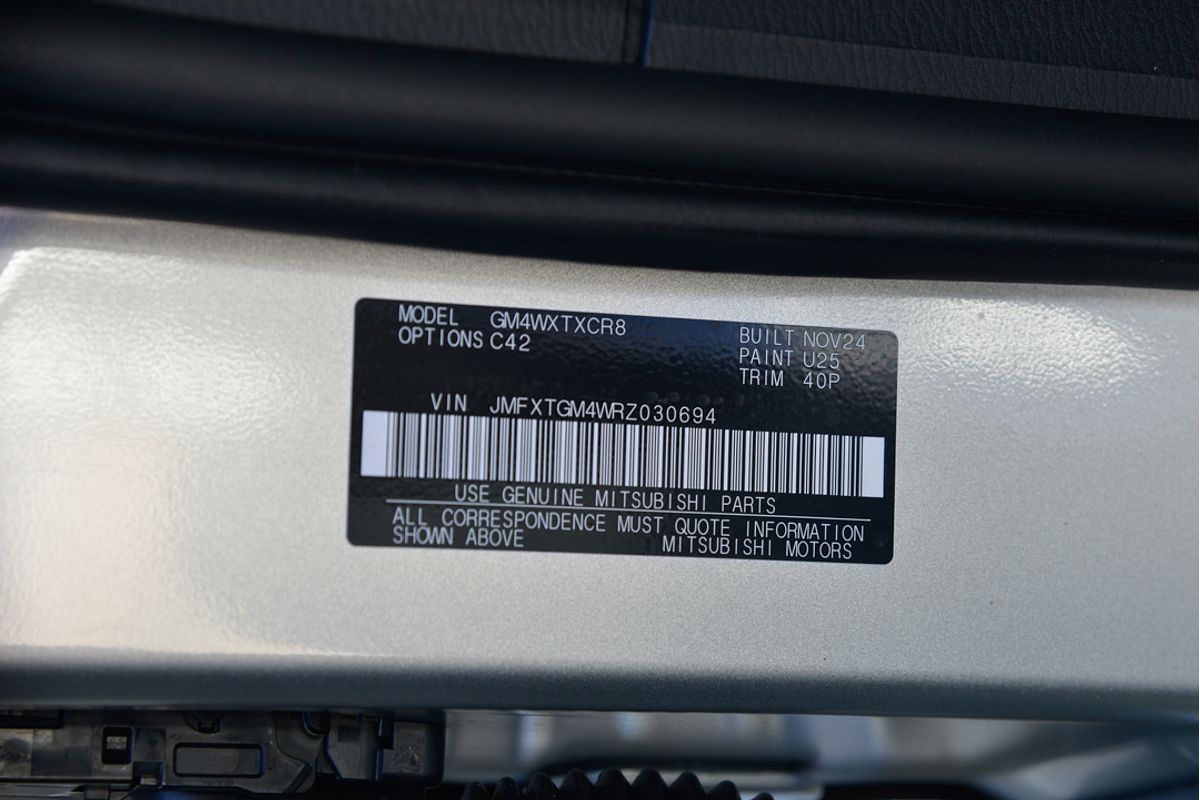 MODEL GM4WXTXCR8
OPTIONS C42
BUILT NOV24
PAINT U25
TRIM 40P
VIN JMFXTGM4WRZ030694
USE GENUINE MITSUBISHI PARTS
ALL CORRESPONDENCE MUST QUOTE INFORMATION
SHOWN ABOVE MITSUBISHI MOTORS